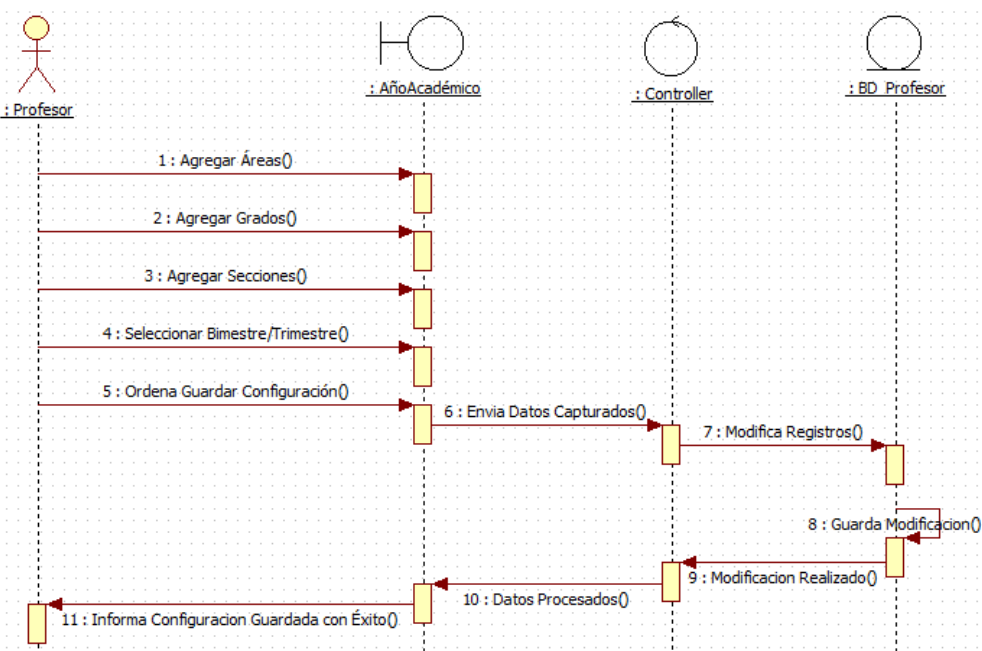 : Profesor
: AñoAcadémico
: Controller
: BD_Profesor
1 : Agregar Áreas()
2 : Agregar Grados()
3 : Agregar Secciones()
4 : Seleccionar Bimestre/Trimestre()
5 : Ordena Guardar Configuración()
6 : Envia Datos Capturados()
7 : Modifica Registros()
8 : Guarda Modificacion()
9 : Modificacion Realizado()
10 : Datos Procesados()
11 : Informa Configuracion Guardada con Éxito()